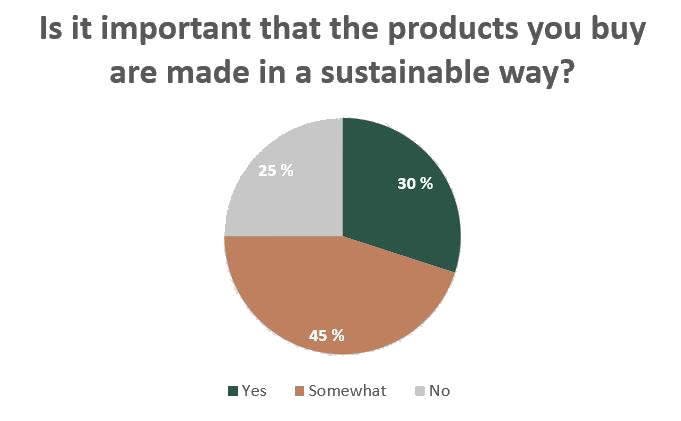 Is it important that the products you buy
are made in a sustainable way?
25 %
30 %
45 %
Yes
Somewhat
No